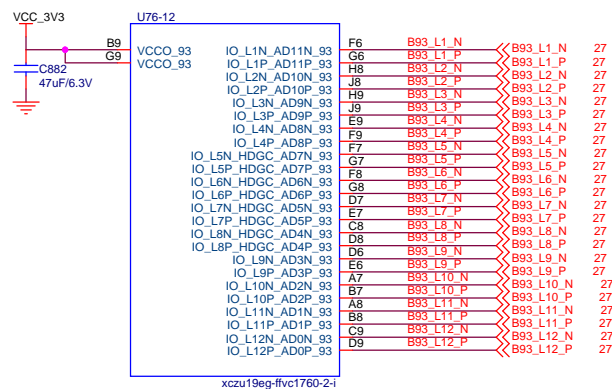 VCC_3V3 U76-12
B9 VCCO_93 IO_L1N_AD11N_93 F6 B93_L1_N B93_L1_N 27
G9 VCCO_93 IO_L1P_AD11P_93 G6 B93_L1_P B93_L1_P 27
C882 IO_L2N_AD10N_93 H8 B93_L2_N B93_L2_N 27
47uF/6.3V IO_L2P_AD10P_93 J8 B93_L2_P B93_L2_P 27
IO_L3N_AD9N_93 H9 B93_L3_N B93_L3_N 27
IO_L3P_AD9P_93 J9 B93_L3_P B93_L3_P 27
IO_L4N_AD8N_93 E9 B93_L4_N B93_L4_N 27
IO_L4P_AD8P_93 F9 B93_L4_P B93_L4_P 27
IO_L5N_HDGC_AD7N_93 F7 B93_L5_N B93_L5_N 27
IO_L5P_HDGC_AD7P_93 G7 B93_L5_P B93_L5_P 27
IO_L6N_HDGC_AD6N_93 F8 B93_L6_N B93_L6_N 27
IO_L6P_HDGC_AD6P_93 G8 B93_L6_P B93_L6_P 27
IO_L7N_HDGC_AD5N_93 D7 B93_L7_N B93_L7_N 27
IO_L7P_HDGC_AD5P_93 E7 B93_L7_P B93_L7_P 27
IO_L8N_HDGC_AD4N_93 C8 B93_L8_N B93_L8_N 27
IO_L8P_HDGC_AD4P_93 D8 B93_L8_P B93_L8_P 27
IO_L9N_AD3N_93 D6 B93_L9_N B93_L9_N 27
IO_L9P_AD3P_93 E6 B93_L9_P B93_L9_P 27
IO_L10N_AD2N_93 A7 B93_L10_N B93_L10_N 27
IO_L10P_AD2P_93 B7 B93_L10_P B93_L10_P 27
IO_L11N_AD1N_93 A8 B93_L11_N B93_L11_N 27
IO_L11P_AD1P_93 B8 B93_L11_P B93_L11_P 27
IO_L12N_AD0N_93 C9 B93_L12_N B93_L12_N 27
IO_L12P_AD0P_93 D9 B93_L12_P B93_L12_P 27
xczu19eg-ffvc1760-2-i